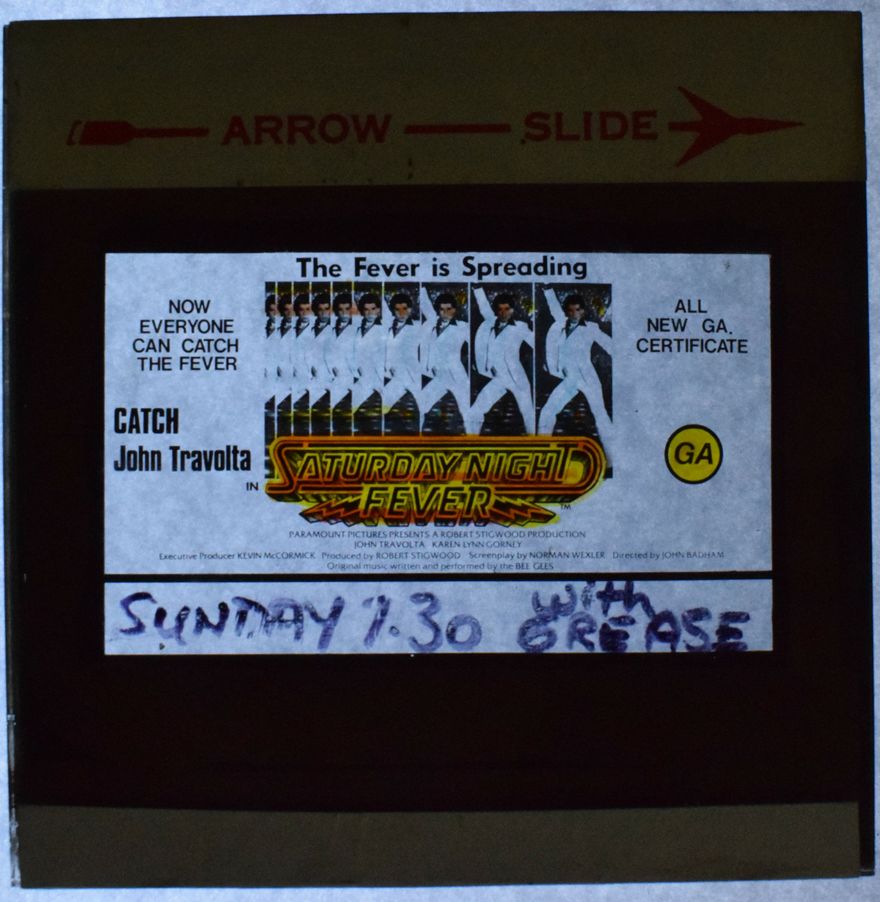 ARROW SLIDE
The Fever is Spreading
NOW
EVERYONE
CAN CATCH
THE FEVER
ALL
NEW GA.
CERTIFICATE
CATCH
John Travolta
IN
GA
SATURDAY NIGHT
FEVER
TM
PARAMOUNT PICTURES PRESENTS A ROBERT STIGWOOD PRODUCTION
JOHN TRAVOLTA KAREN LYNN GORNEY
Executive Producer KEVIN McCORMICK Produced by ROBERT STIGWOOD Screenplay by NORMAN WEXLER Directed by JOHN BADHAM
Original music written and performed by the BEE GEES
SUNDAY 7.30 with
GREASE